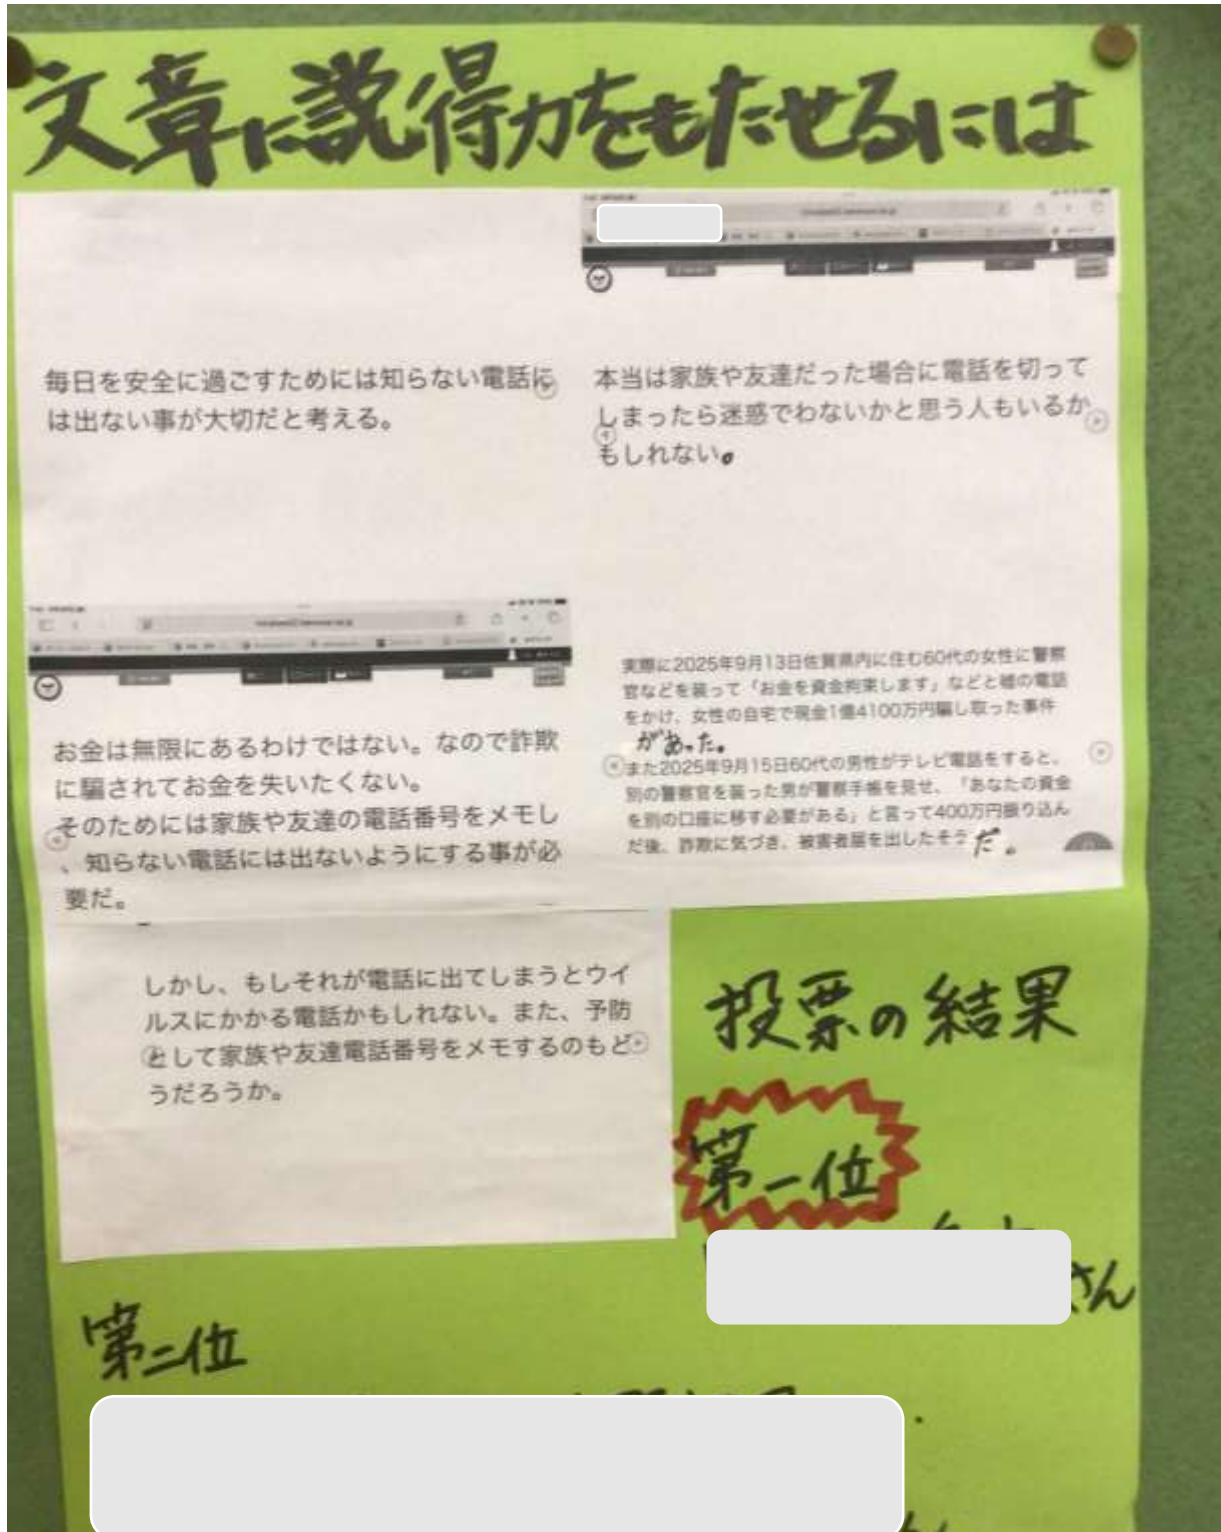 文章に説得力をもたせるには
毎日を安全に過ごすためには知らない電話に
は出ない事が大切だと考える。
本当は家族や友達だった場合に電話を切って
しまったら迷惑でわないかと思う人もいるか
もしれない。
お金は無限にあるわけではない。なので詐欺
に騙されてお金を失いたくない。
そのためには家族や友達の電話番号をメモし
、知らない電話には出ないようにする事が必
要だ。
実際に2025年9月13日佐賀県内に住む60代の女性に警察
官などを装って「お金を資金拘束します」などと嘘の電話
をかけ、女性の自宅で現金1億4100万円騙し取った事件
があった。
また2025年9月15日60代の男性がテレビ電話をすると、
別の警察官を装った男が警察手帳を見せ、「あなたの資金
を別の口座に移す必要がある」と言って400万円振り込ん
だ後、詐欺に気づき、被害者届を出したそうだ。
しかし、もしそれが電話に出てしまうとウイ
ルスにかかる電話かもしれない。また、予防
として家族や友達電話番号をメモするのもど
うだろうか。
投票の結果
第一位
さん
第二位